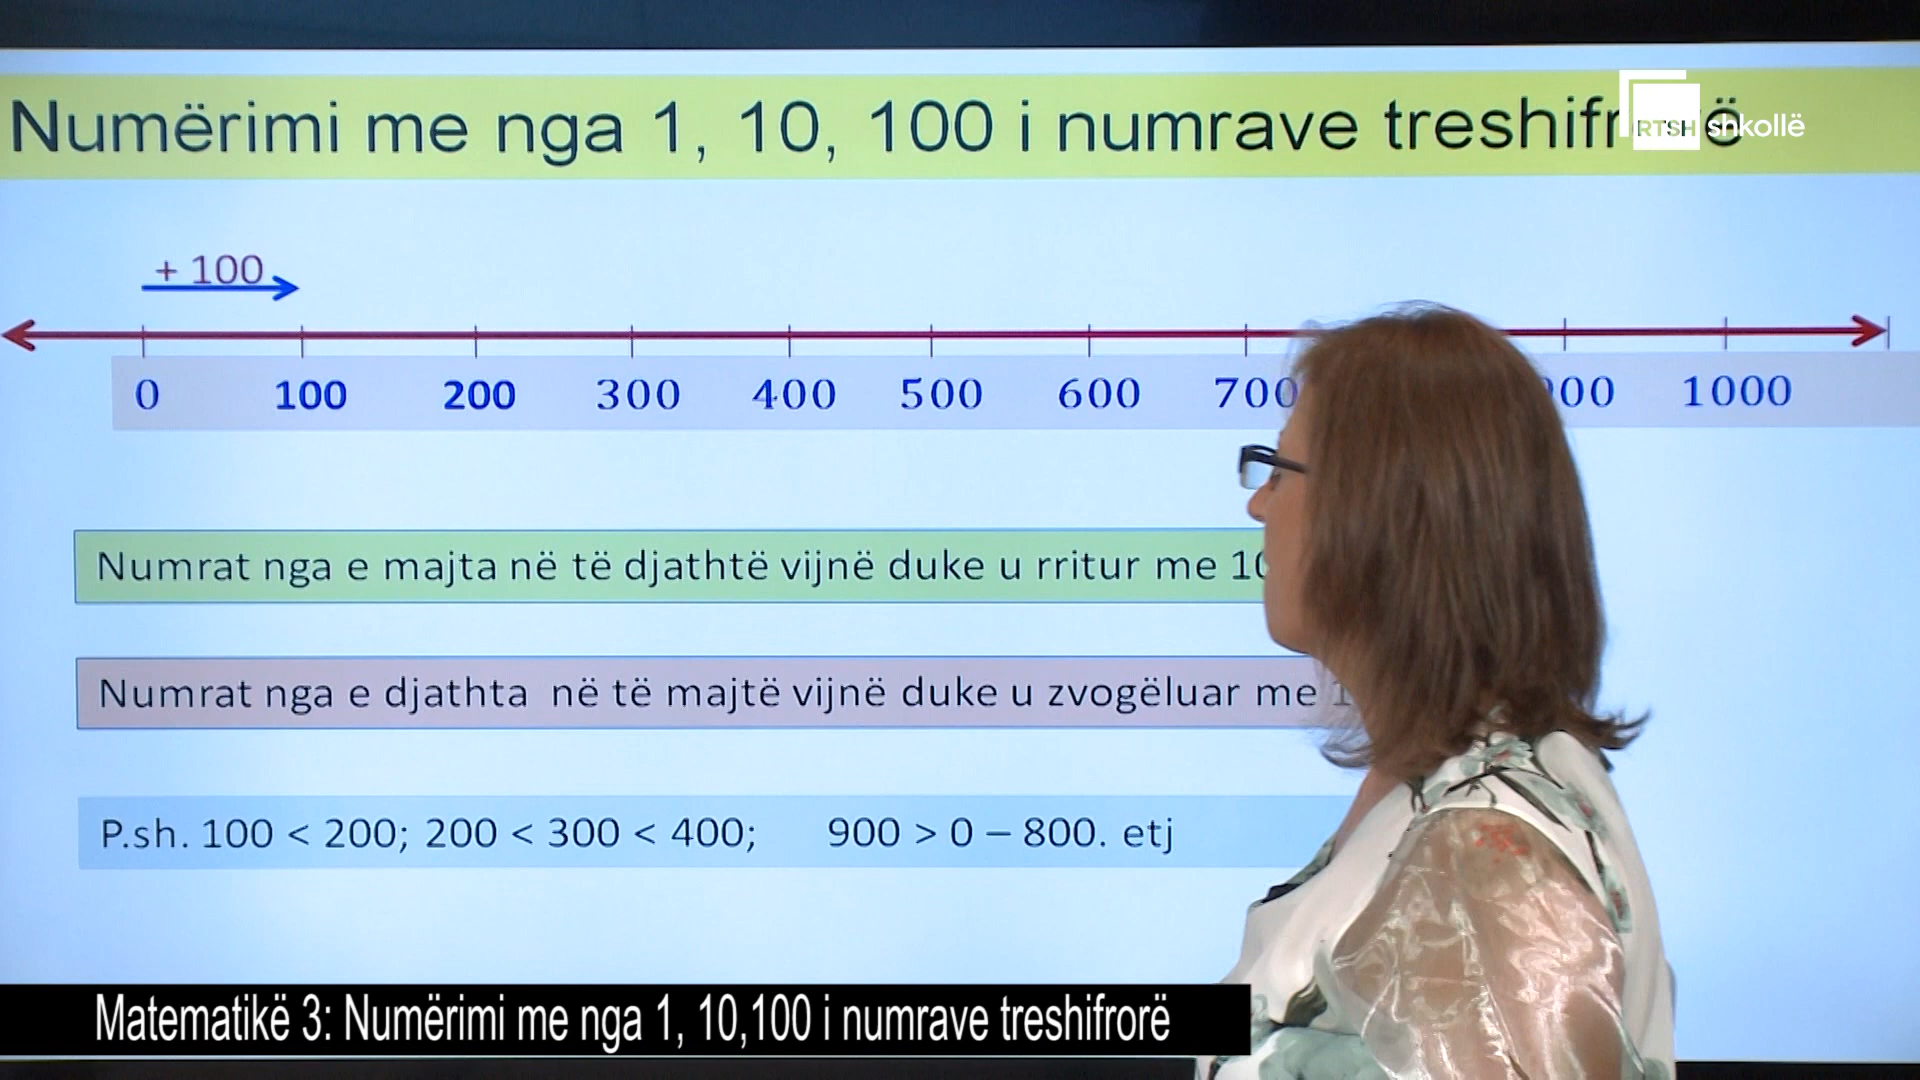 Numërimi me nga 1, 10, 100 i numrave
RTSH shkollë
+ 100
0 100 200 300 400 500 600 1000
Numrat nga e majta në të djathtë vijnë duke u rritur me
Numrat nga e djathta në të majtë vijnë duke u zvogëluar me
P.sh. 100 < 200; 200 < 300 < 400; 900 > 0 – 800. etj
Matematikë 3: Numërimi me nga 1, 10,100 i numrave treshifrorë